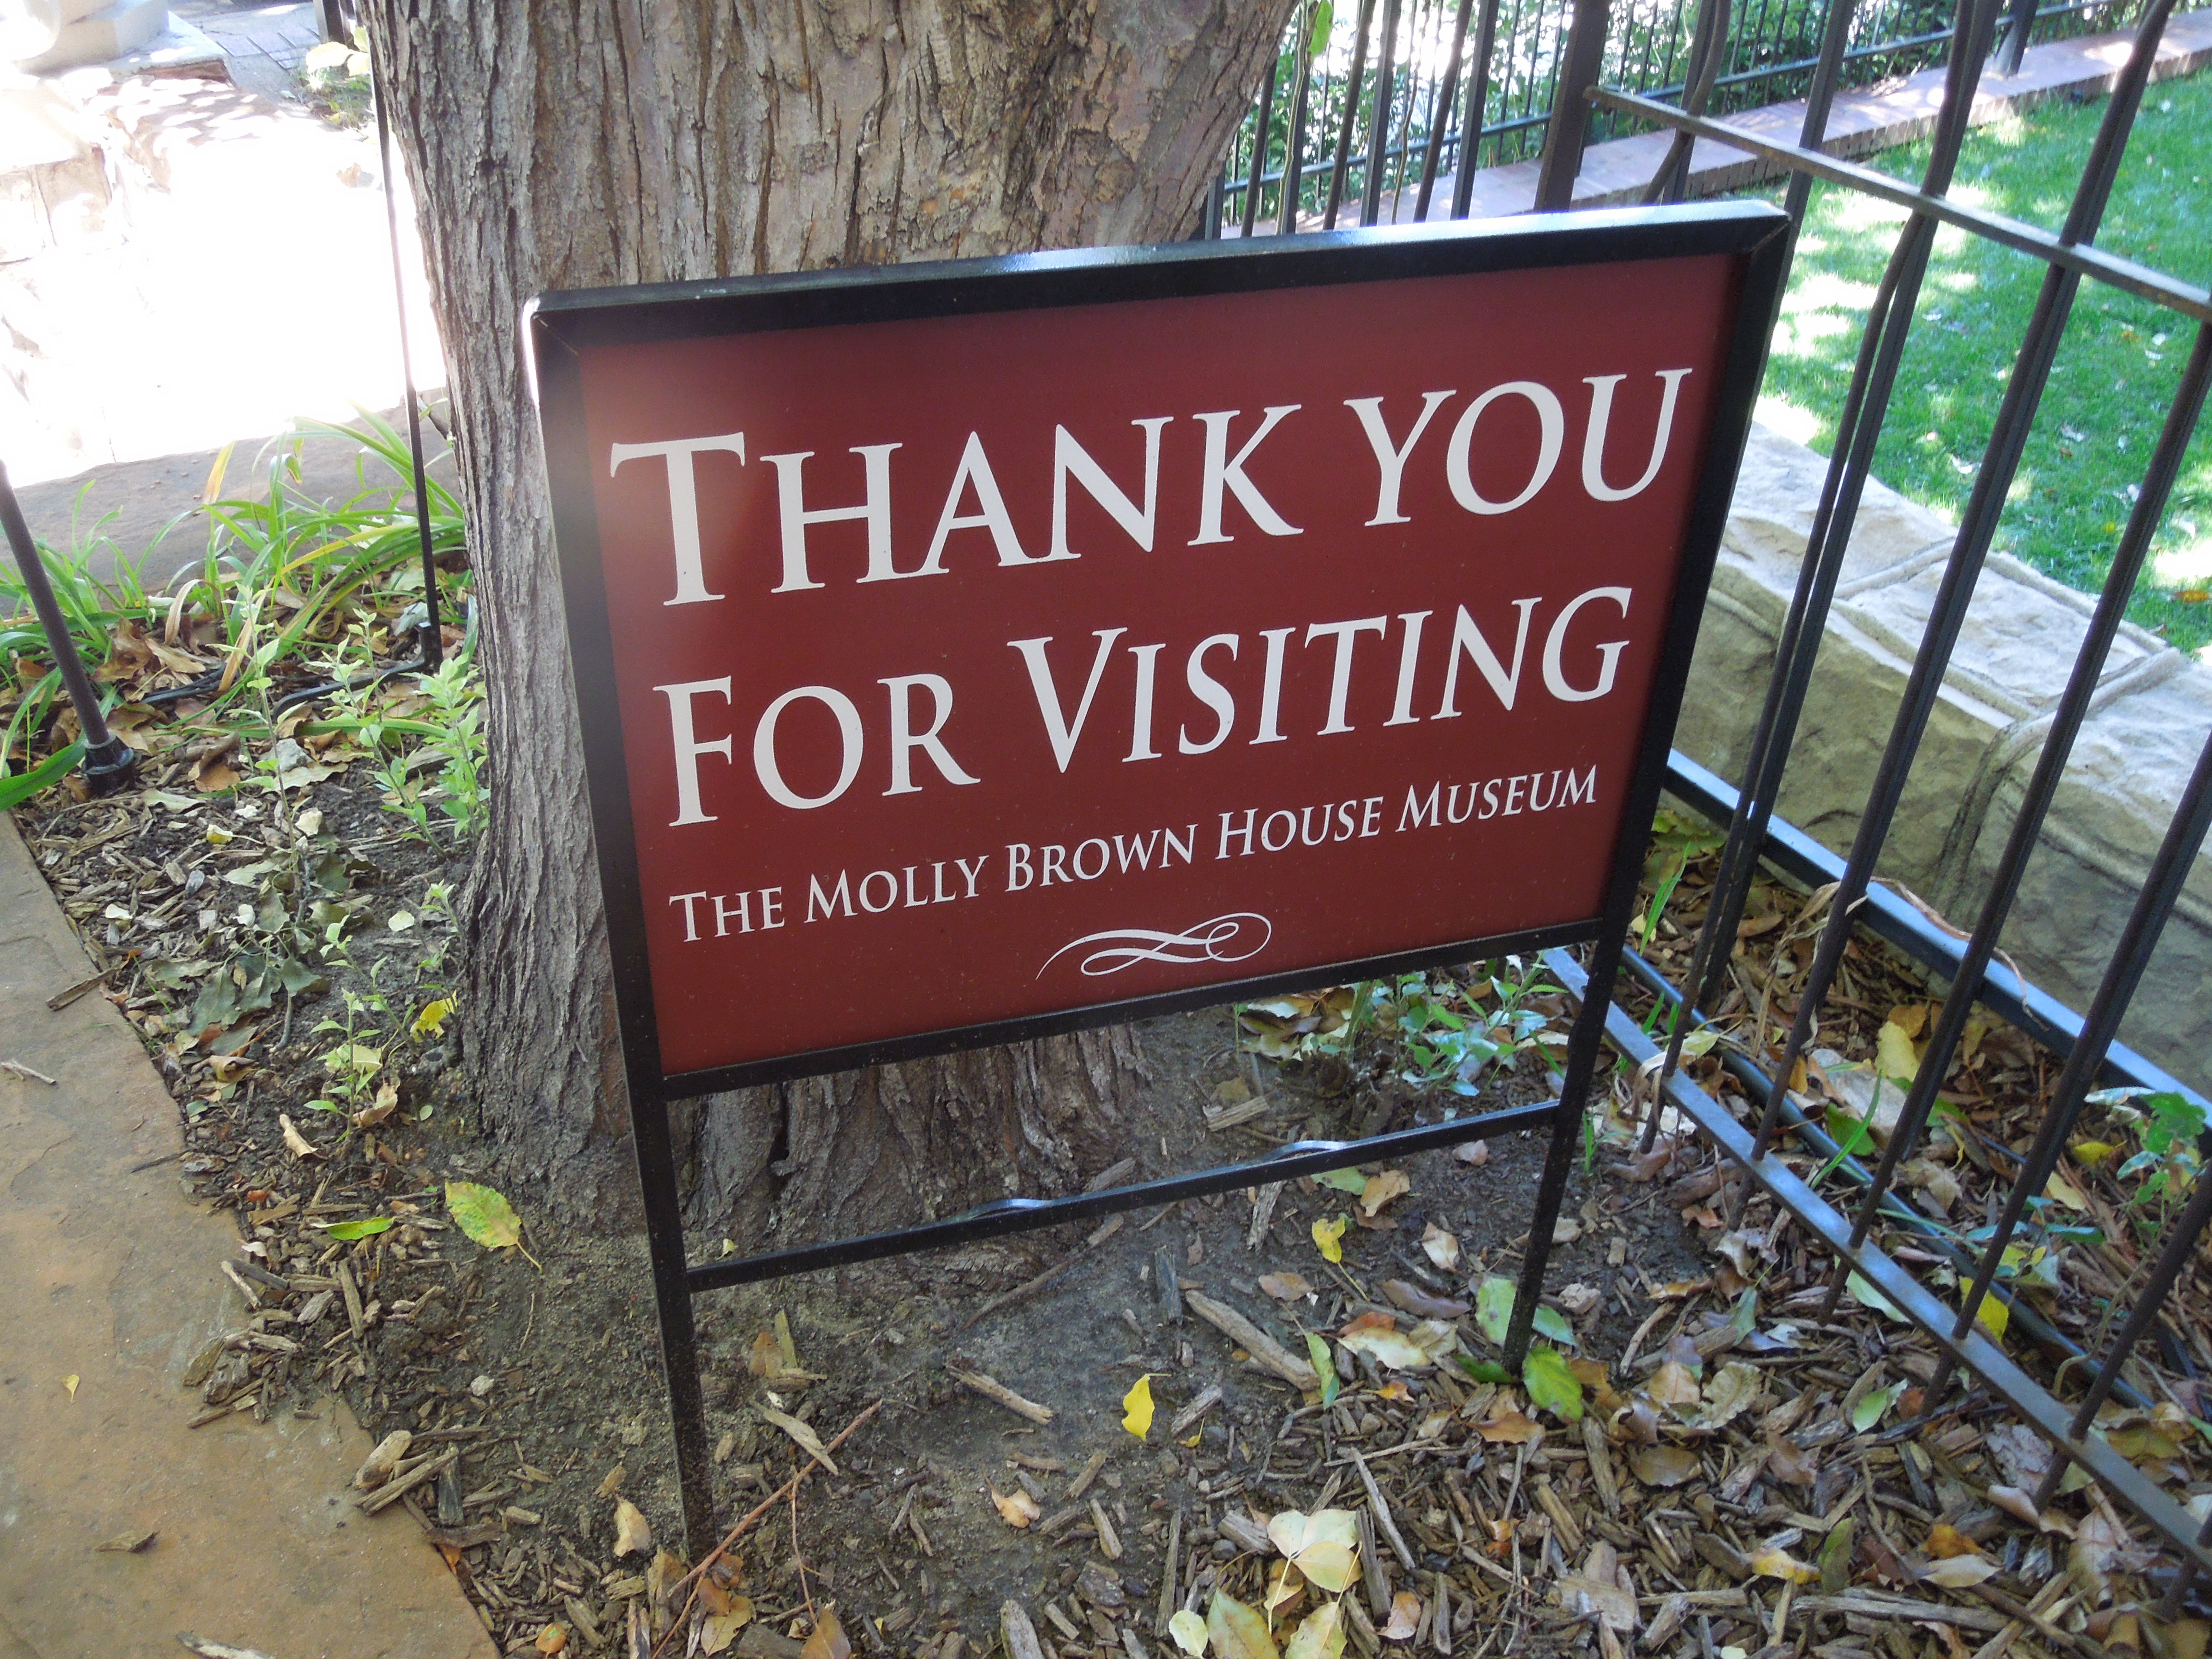 THANK YOU
FOR VISITING
THE MOLLY BROWN HOUSE MUSEUM